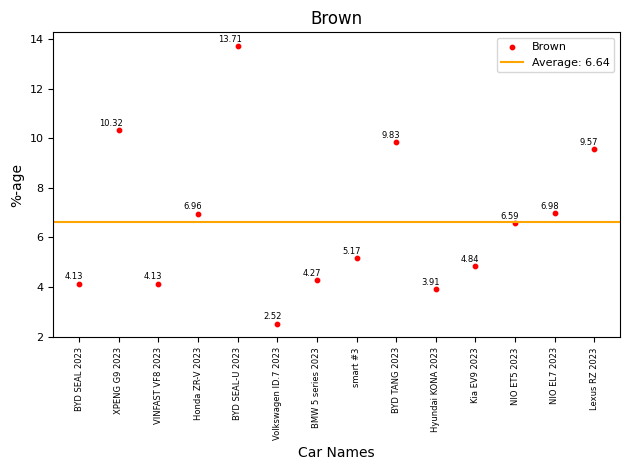 Brown
14
12
10
8
6
4
2
%-age
4.13
10.32
4.13
6.96
13.71
2.52
4.27
5.17
9.83
3.91
4.84
6.59
6.98
9.57
Brown
Average: 6.64
BYD SEAL 2023
XPENG G9 2023
VINFAST VF8 2023
Honda ZR-V 2023
BYD SEAL-U 2023
Volkswagen ID.7 2023
BMW 5 series 2023
smart #3
BYD TANG 2023
Hyundai KONA 2023
Kia EV9 2023
NIO ET5 2023
NIO EL7 2023
Lexus RZ 2023
Car Names